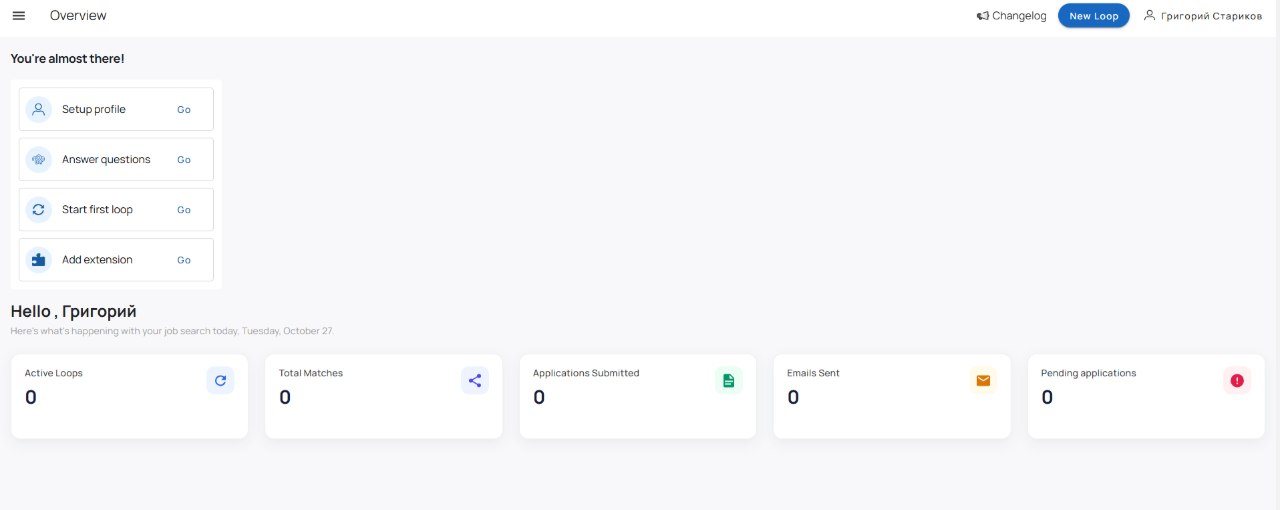 Overview
Changelog
New Loop
Григорий Стариков
You're almost there!
Setup profile Go
Answer questions Go
Start first loop Go
Add extension Go
Hello , Григорий
Here's what's happening with your job search today, Tuesday, October 27.
Active Loops
0
Total Matches
0
Applications Submitted
0
Emails Sent
0
Pending applications
0